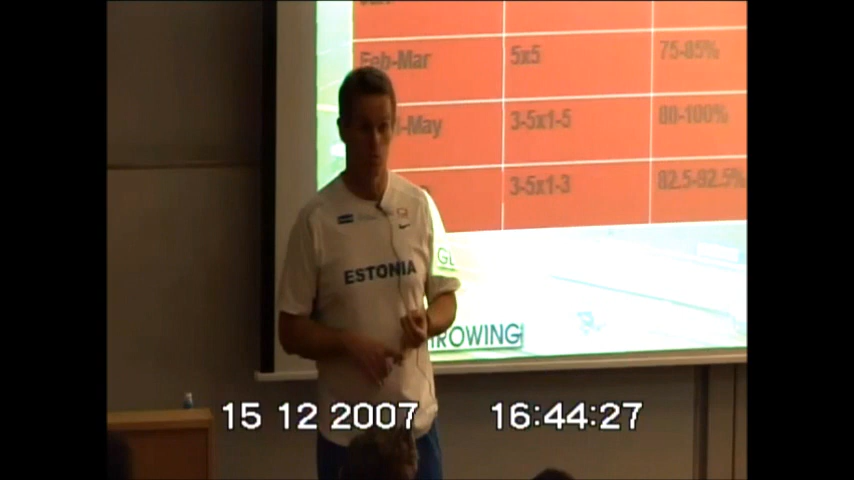 Feb-Mar 5x5 75-85%
-May 3-5x1-5 80-100%
3-5x1-3 82.5-92.5%
ESTONIA
ROWING
15 12 2007 16:44:27